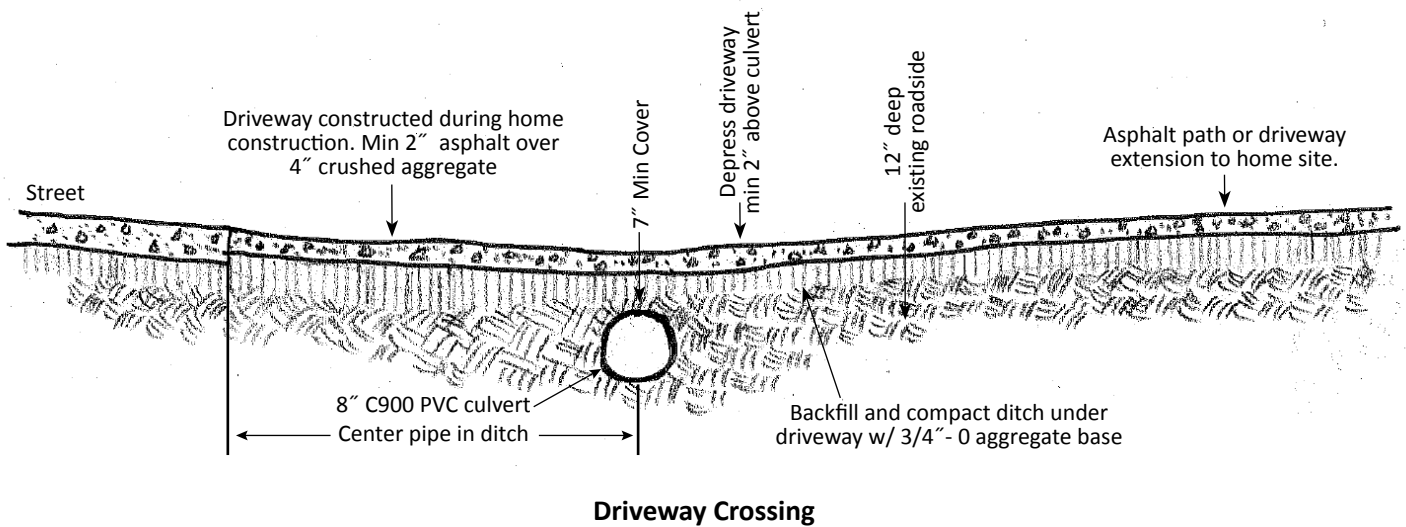 Driveway constructed during home
construction. Min 2″ asphalt over
4″ crushed aggregate
Street
7″ Min Cover
Depress driveway
min 2″ above culvert
12″ deep
existing roadside
Asphalt path or driveway
extension to home site.
8″ C900 PVC culvert
Center pipe in ditch
Backfill and compact ditch under
driveway w/ 3/4″- 0 aggregate base
Driveway Crossing